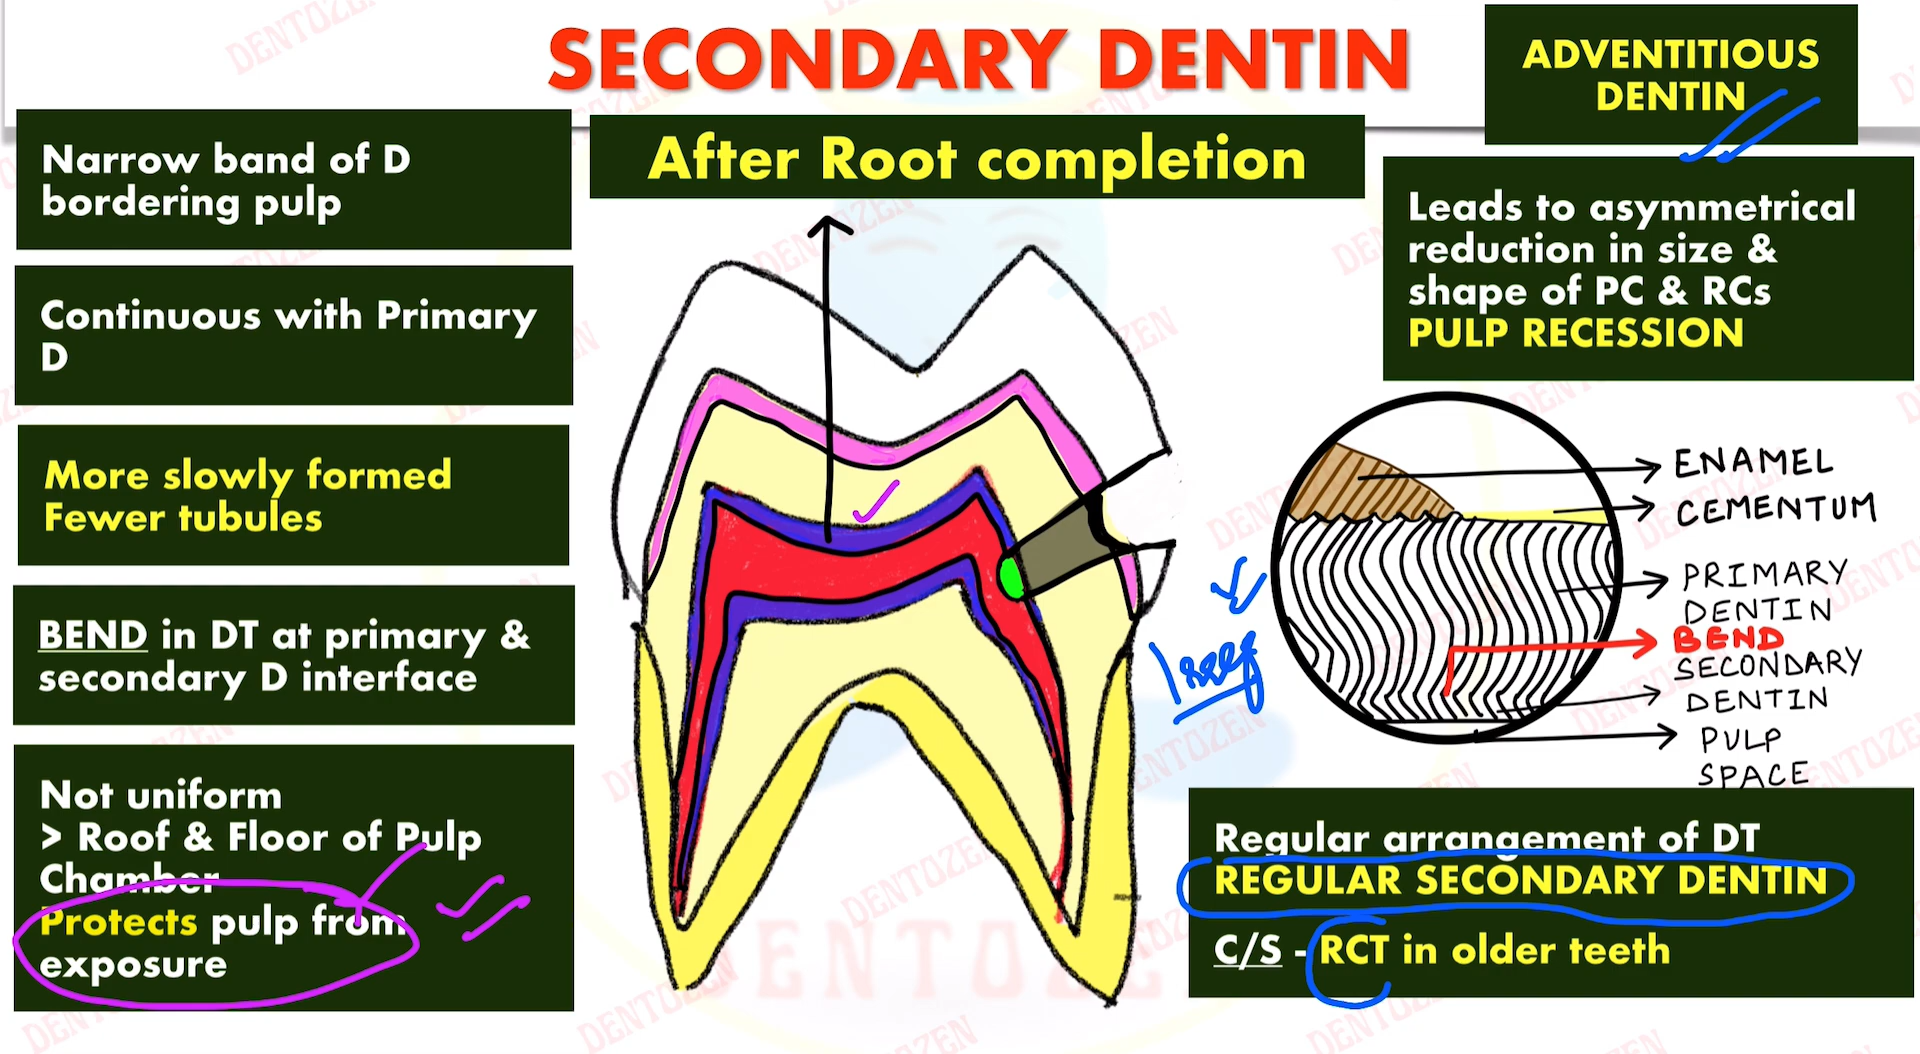 SECONDARY DENTIN
ADVENTITIOUS
DENTIN
After Root completion
Narrow band of D
bordering pulp
Continuous with Primary
D
More slowly formed
Fewer tubules
BEND in DT at primary &
secondary D interface
Not uniform
> Roof & Floor of Pulp
Chamber
Protects pulp from
exposure
Leads to asymmetrical
reduction in size &
shape of PC & RCs
PULP RECESSION
ENAMEL
CEMENTUM
PRIMARY
DENTIN
BEND
SECONDARY
DENTIN
PULP
SPACE
Irreg
Regular arrangement of DT
REGULAR SECONDARY DENTIN
C/S - RCT in older teeth
DENTOZEN